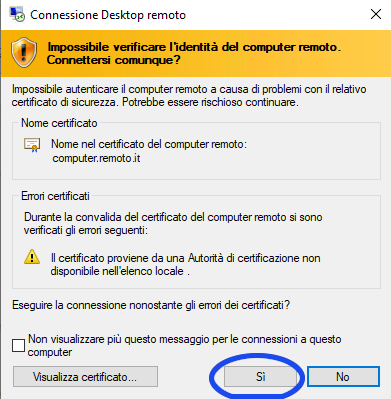 Connessione Desktop remoto
Impossibile verificare l'identità del computer remoto.
Connettersi comunque?
Impossibile autenticare il computer remoto a causa di problemi con il relativo
certificato di sicurezza. Potrebbe essere rischioso continuare.
Nome certificato
Nome nel certificato del computer remoto:
computer.remoto.it
Errori certificati
Durante la convalida del certificato del computer remoto si sono
verificati gli errori seguenti:
Il certificato proviene da una Autorità di certificazione non
disponibile nell'elenco locale .
Eseguire la connessione nonostante gli errori dei certificati?
Non visualizzare più questo messaggio per le connessioni a questo
computer
Visualizza certificato... Sì No